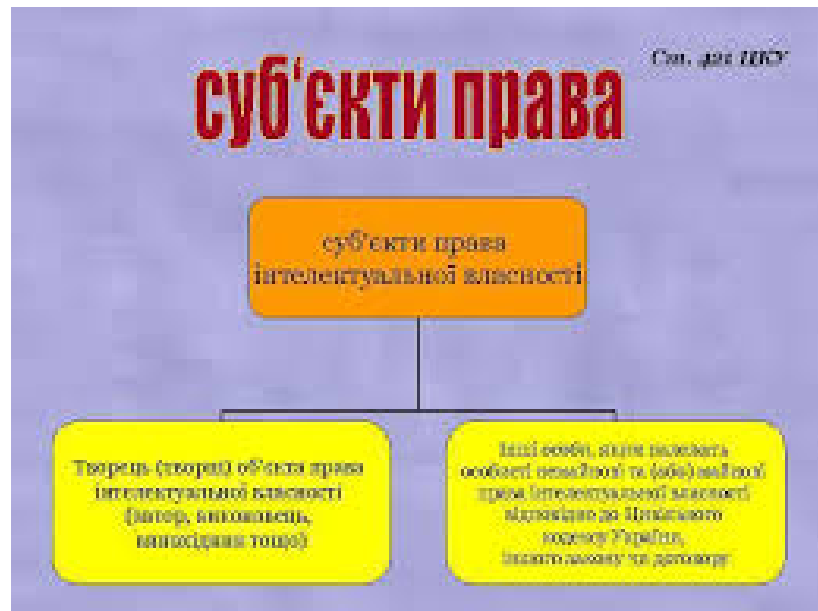 Ст. 421 ЦКУ
суб‘єкти права
суб’єкти права
інтелектуальної власності
Творець (творці) об’єкта права
інтелектуальної власності
(автор, виконавець,
винахідник тощо)
Інші особи, яким належать
особисті немайнові та (або) майнові
права інтелектуальної власності
відповідно до Цивільного
кодексу України,
іншого закону чи договору